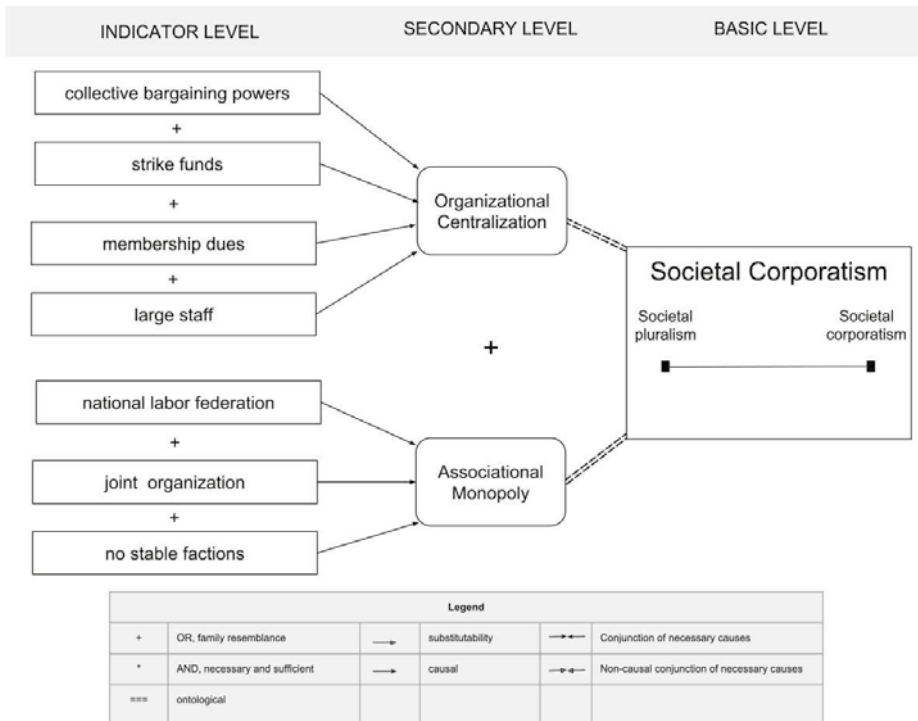 INDICATOR LEVEL SECONDARY LEVEL BASIC LEVEL
collective bargaining powers
+
strike funds
+
membership dues
+
large staff
Organizational
Centralization
+
national labor federation
+
joint organization
+
no stable factions
Associational
Monopoly
Societal Corporatism
Societal
pluralism
Societal
corporatism
Legend
+ OR, family resemblance substitutability Conjunction of necessary causes
* AND, necessary and sufficient causal Non-causal conjunction of necessary causes
=== ontological